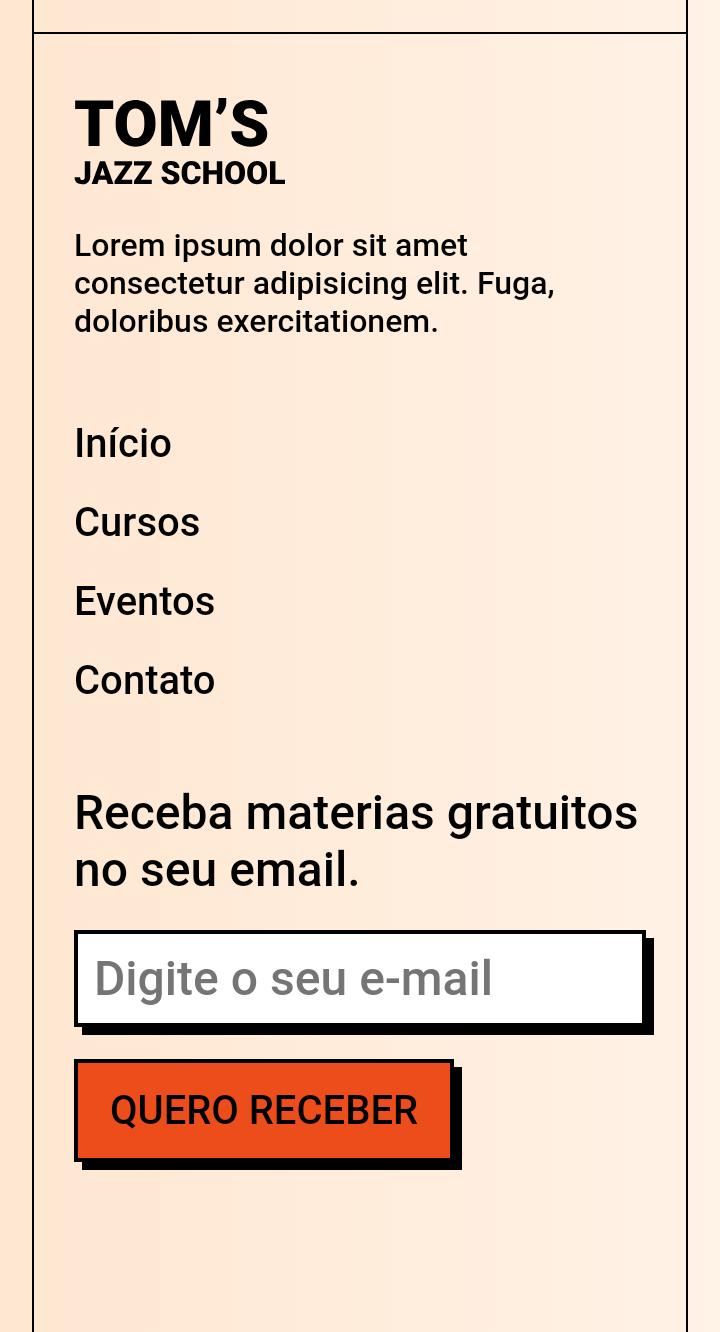 TOM’S
JAZZ SCHOOL
Lorem ipsum dolor sit amet
consectetur adipisicing elit. Fuga,
doloribus exercitationem.
Início
Cursos
Eventos
Contato
Receba materias gratuitos
no seu email.
Digite o seu e-mail
QUERO RECEBER